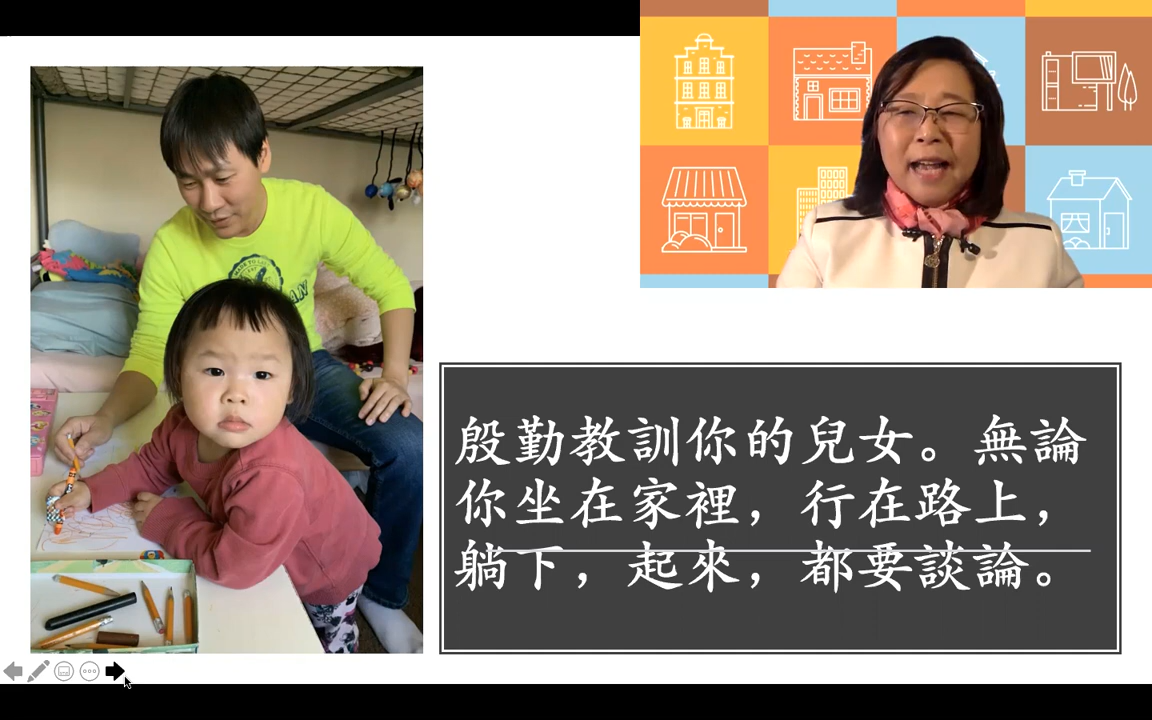 殷勤教訓你的兒女。無論
你坐在家裡，行在路上，
躺下，起來，都要談論。